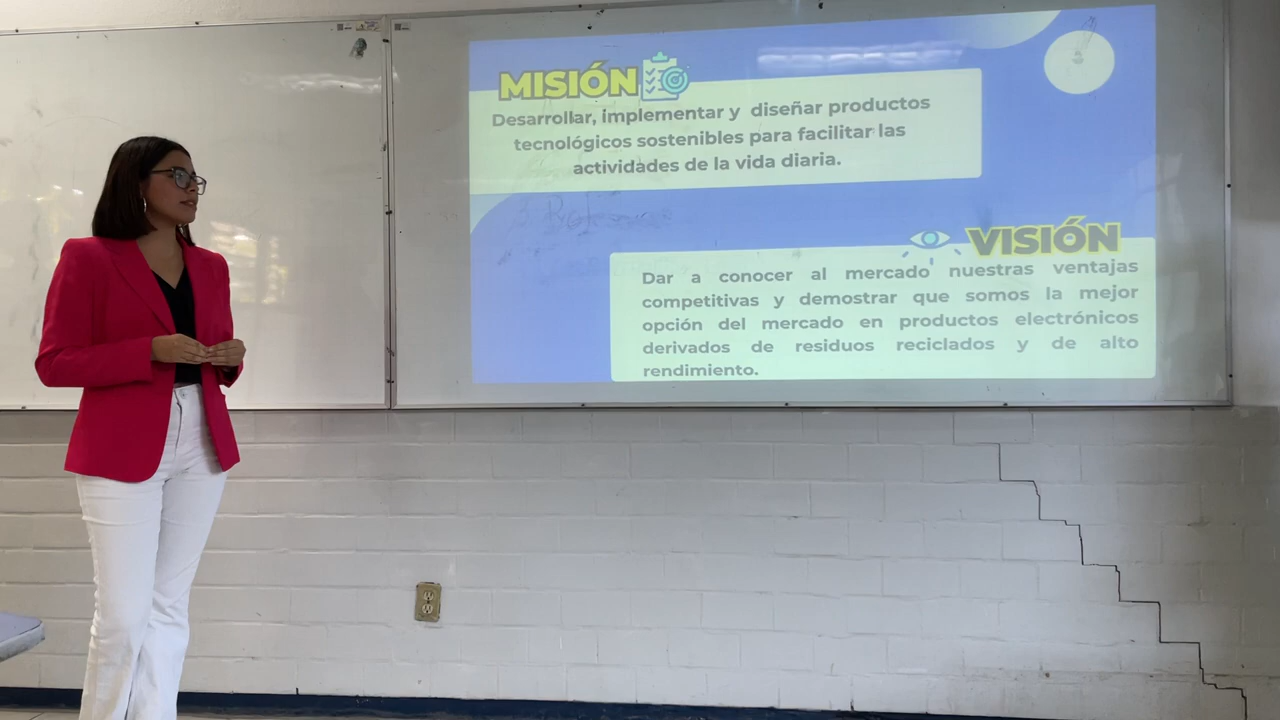 MISIÓN
Desarrollar, implementar y diseñar productos
tecnológicos sostenibles para facilitar las
actividades de la vida diaria.
VISIÓN
Dar a conocer al mercado nuestras ventajas
competitivas y demostrar que somos la mejor
opción del mercado en productos electrónicos
derivados de residuos reciclados y de alto
rendimiento.